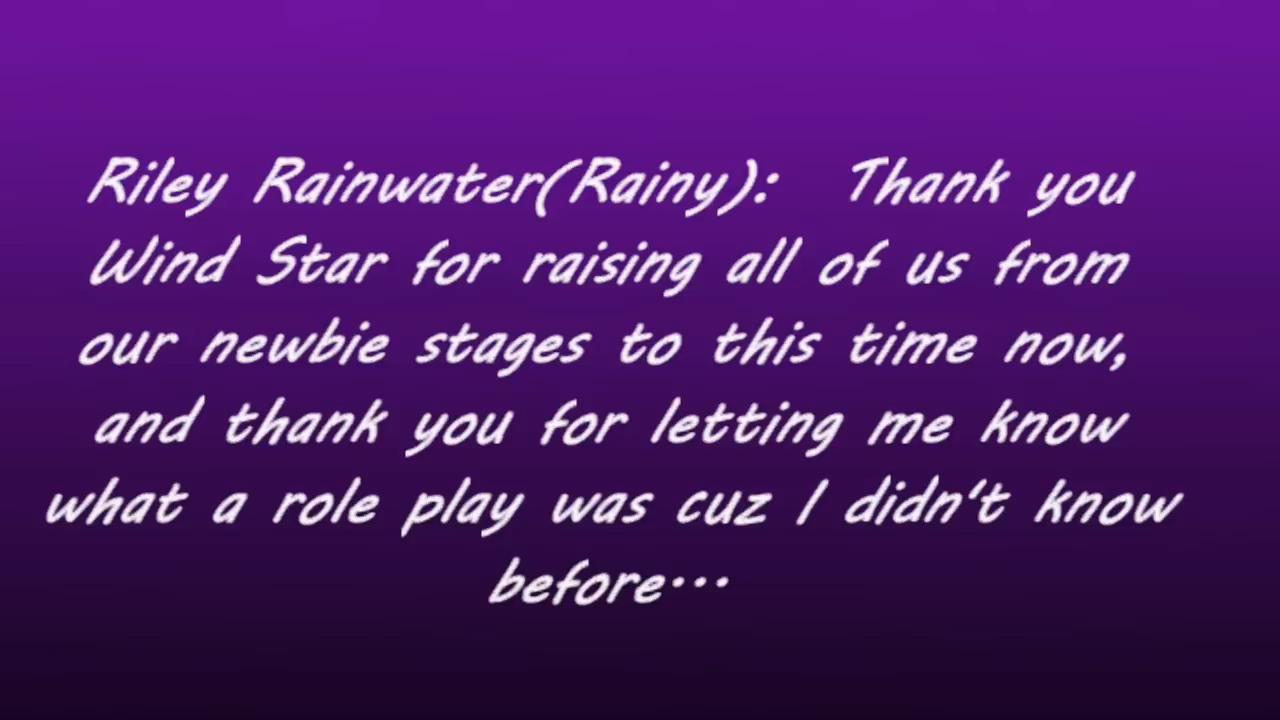 Riley Rainwater(Rainy):  Thank you
Wind Star for raising all of us from
our newbie stages to this time now,
and thank you for letting me know
what a role play was cuz I didn't know
before...